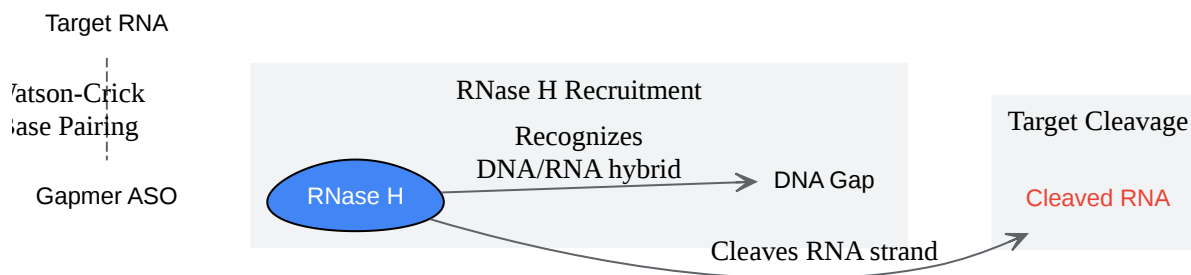 Target RNA
Watson-Crick
Base Pairing
Gapmer ASO
RNase H Recruitment
Recognizes
DNA/RNA hybrid
RNase H
DNA Gap
Cleaves RNA strand
Target Cleavage
Cleaved RNA